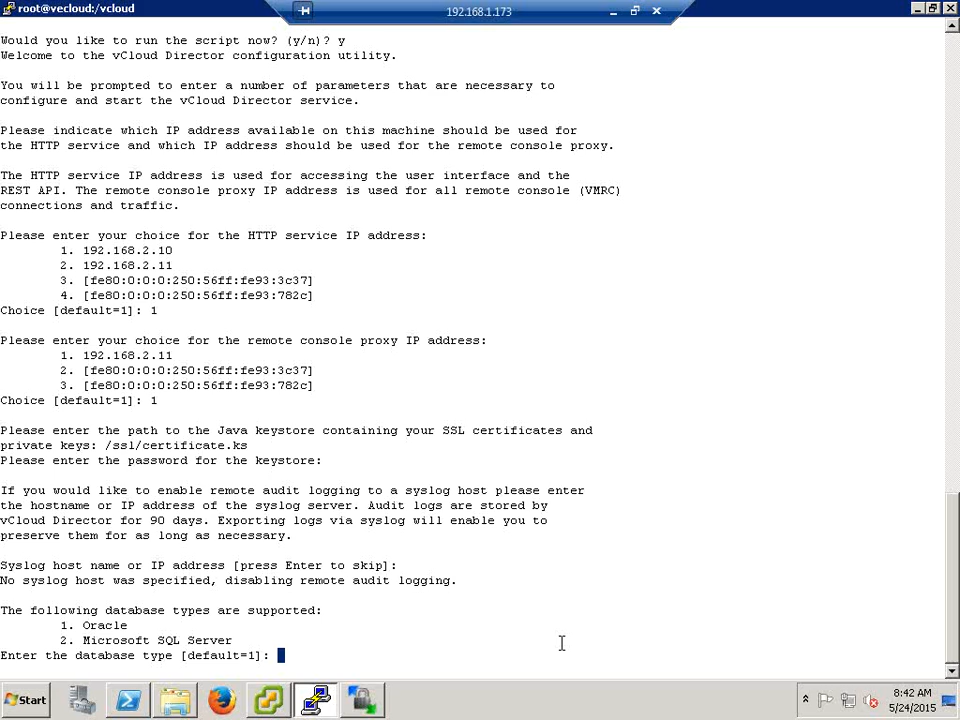 root@vecloud:/vcloud
192.168.1.173
Would you like to run the script now? (y/n)? y
Welcome to the vCloud Director configuration utility.
You will be prompted to enter a number of parameters that are necessary to
configure and start the vCloud Director service.
Please indicate which IP address available on this machine should be used for
the HTTP service and which IP address should be used for the remote console proxy.
The HTTP service IP address is used for accessing the user interface and the
REST API. The remote console proxy IP address is used for all remote console (VMRC)
connections and traffic.
Please enter your choice for the HTTP service IP address:
1. 192.168.2.10
2. 192.168.2.11
3. [fe80:0:0:0:250:56ff:fe93:3c37]
4. [fe80:0:0:0:250:56ff:fe93:782c]
Choice [default=1]: 1
Please enter your choice for the remote console proxy IP address:
1. 192.168.2.11
2. [fe80:0:0:0:250:56ff:fe93:3c37]
3. [fe80:0:0:0:250:56ff:fe93:782c]
Choice [default=1]: 1
Please enter the path to the Java keystore containing your SSL certificates and
private keys: /ssl/certificate.ks
Please enter the password for the keystore:
If you would like to enable remote audit logging to a syslog host please enter
the hostname or IP address of the syslog server. Audit logs are stored by
vCloud Director for 90 days. Exporting logs via syslog will enable you to
preserve them for as long as necessary.
Syslog host name or IP address [press Enter to skip]:
No syslog host was specified, disabling remote audit logging.
The following database types are supported:
1. Oracle
2. Microsoft SQL Server
Enter the database type [default=1]:
Start
8:42 AM
5/24/2015